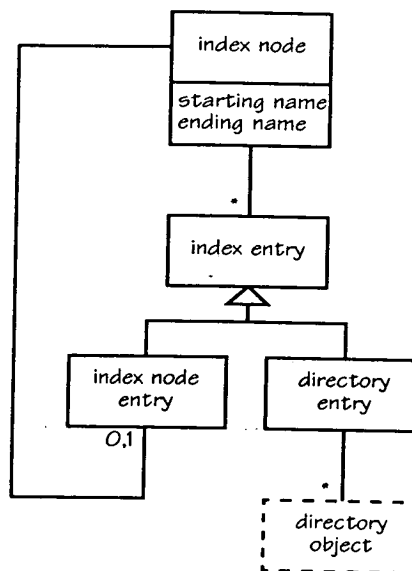 index node
starting name
ending name
*
index entry
index node
entry
directory
entry
0,1
*
directory
object